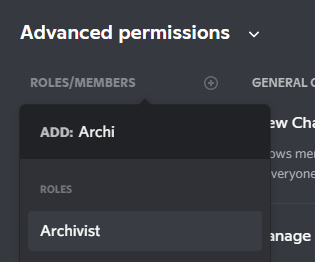 Advanced permissions
ROLES/MEMBERS
GENERAL
ADD: Archi
ROLES
Archivist